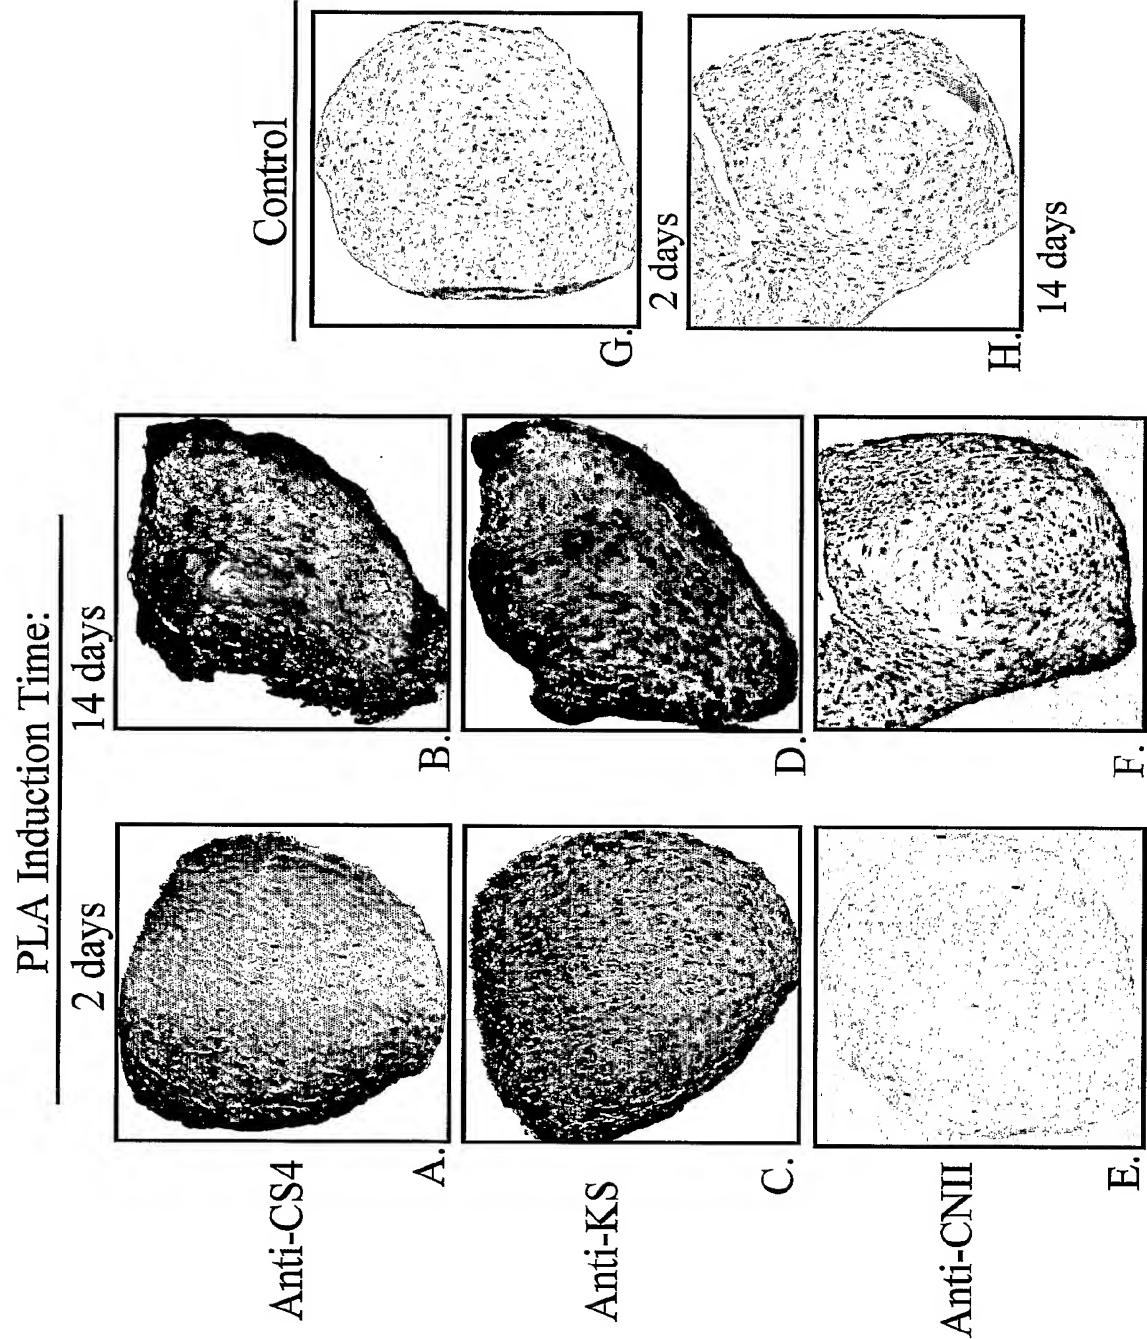 PLA Induction Time:
2 days
14 days
Control
Anti-CS4
A.
B.
Anti-KS
C.
D.
Anti-CNII
E.
F.
G.
2 days
H.
14 days